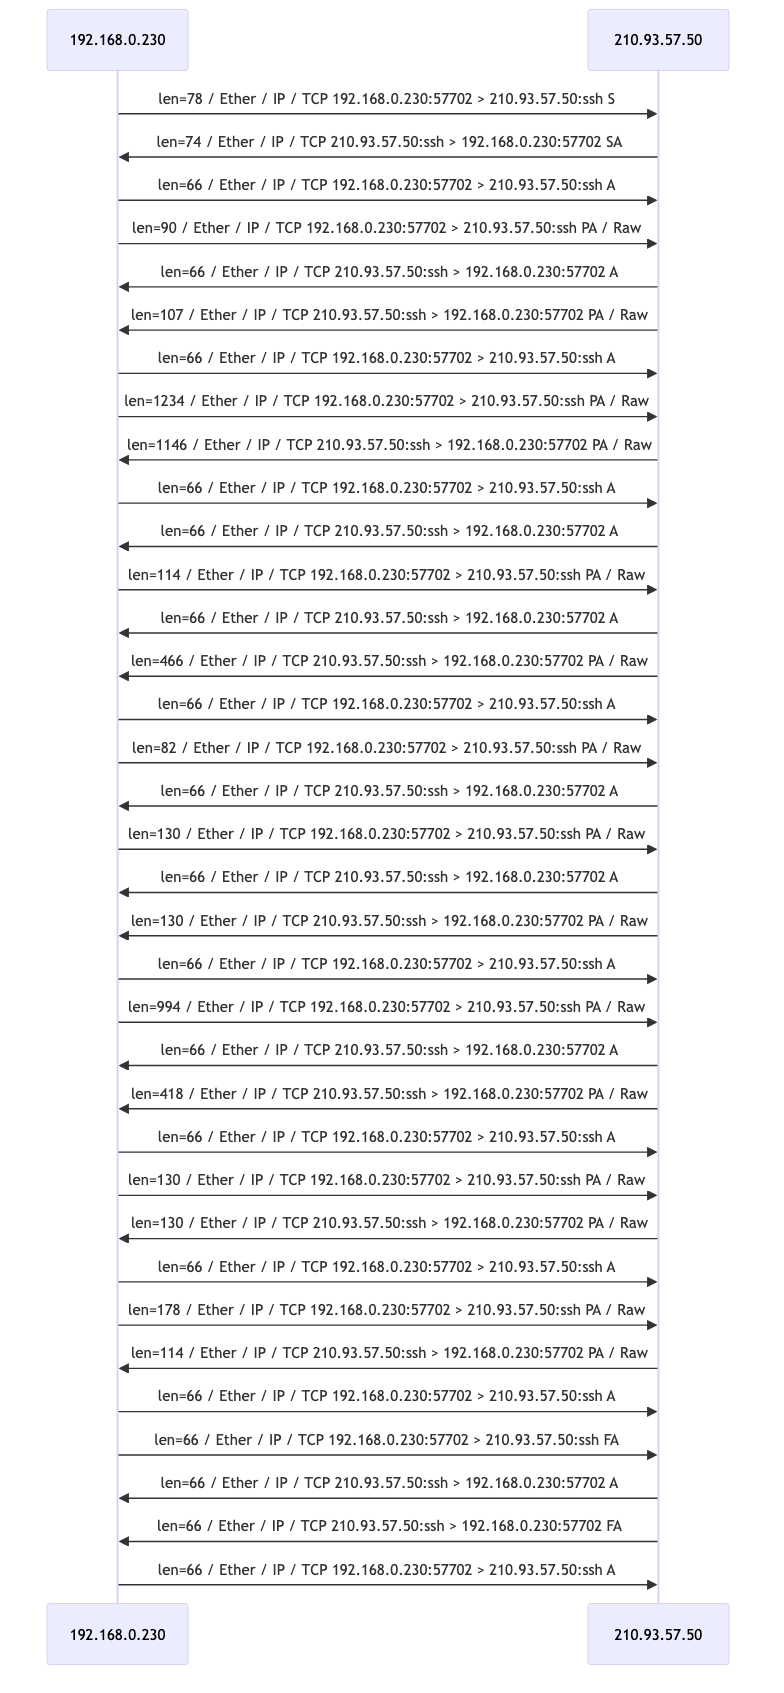 192.168.0.230
210.93.57.50
len=78 / Ether / IP / TCP 192.168.0.230:57702 > 210.93.57.50:ssh S
len=74 / Ether / IP / TCP 210.93.57.50:ssh > 192.168.0.230:57702 SA
len=66 / Ether / IP / TCP 192.168.0.230:57702 > 210.93.57.50:ssh A
len=90 / Ether / IP / TCP 192.168.0.230:57702 > 210.93.57.50:ssh PA / Raw
len=66 / Ether / IP / TCP 210.93.57.50:ssh > 192.168.0.230:57702 A
len=107 / Ether / IP / TCP 210.93.57.50:ssh > 192.168.0.230:57702 PA / Raw
len=66 / Ether / IP / TCP 192.168.0.230:57702 > 210.93.57.50:ssh A
len=1234 / Ether / IP / TCP 192.168.0.230:57702 > 210.93.57.50:ssh PA / Raw
len=1146 / Ether / IP / TCP 210.93.57.50:ssh > 192.168.0.230:57702 PA / Raw
len=66 / Ether / IP / TCP 192.168.0.230:57702 > 210.93.57.50:ssh A
len=66 / Ether / IP / TCP 210.93.57.50:ssh > 192.168.0.230:57702 A
len=114 / Ether / IP / TCP 192.168.0.230:57702 > 210.93.57.50:ssh PA / Raw
len=66 / Ether / IP / TCP 210.93.57.50:ssh > 192.168.0.230:57702 A
len=466 / Ether / IP / TCP 210.93.57.50:ssh > 192.168.0.230:57702 PA / Raw
len=66 / Ether / IP / TCP 192.168.0.230:57702 > 210.93.57.50:ssh A
len=82 / Ether / IP / TCP 192.168.0.230:57702 > 210.93.57.50:ssh PA / Raw
len=66 / Ether / IP / TCP 210.93.57.50:ssh > 192.168.0.230:57702 A
len=130 / Ether / IP / TCP 192.168.0.230:57702 > 210.93.57.50:ssh PA / Raw
len=66 / Ether / IP / TCP 210.93.57.50:ssh > 192.168.0.230:57702 A
len=130 / Ether / IP / TCP 210.93.57.50:ssh > 192.168.0.230:57702 PA / Raw
len=66 / Ether / IP / TCP 192.168.0.230:57702 > 210.93.57.50:ssh A
len=994 / Ether / IP / TCP 192.168.0.230:57702 > 210.93.57.50:ssh PA / Raw
len=66 / Ether / IP / TCP 210.93.57.50:ssh > 192.168.0.230:57702 A
len=418 / Ether / IP / TCP 210.93.57.50:ssh > 192.168.0.230:57702 PA / Raw
len=66 / Ether / IP / TCP 192.168.0.230:57702 > 210.93.57.50:ssh A
len=130 / Ether / IP / TCP 192.168.0.230:57702 > 210.93.57.50:ssh PA / Raw
len=130 / Ether / IP / TCP 210.93.57.50:ssh > 192.168.0.230:57702 PA / Raw
len=66 / Ether / IP / TCP 192.168.0.230:57702 > 210.93.57.50:ssh A
len=178 / Ether / IP / TCP 192.168.0.230:57702 > 210.93.57.50:ssh PA / Raw
len=114 / Ether / IP / TCP 210.93.57.50:ssh > 192.168.0.230:57702 PA / Raw
len=66 / Ether / IP / TCP 192.168.0.230:57702 > 210.93.57.50:ssh A
len=66 / Ether / IP / TCP 192.168.0.230:57702 > 210.93.57.50:ssh FA
len=66 / Ether / IP / TCP 210.93.57.50:ssh > 192.168.0.230:57702 A
len=66 / Ether / IP / TCP 210.93.57.50:ssh > 192.168.0.230:57702 FA
len=66 / Ether / IP / TCP 192.168.0.230:57702 > 210.93.57.50:ssh A
192.168.0.230
210.93.57.50